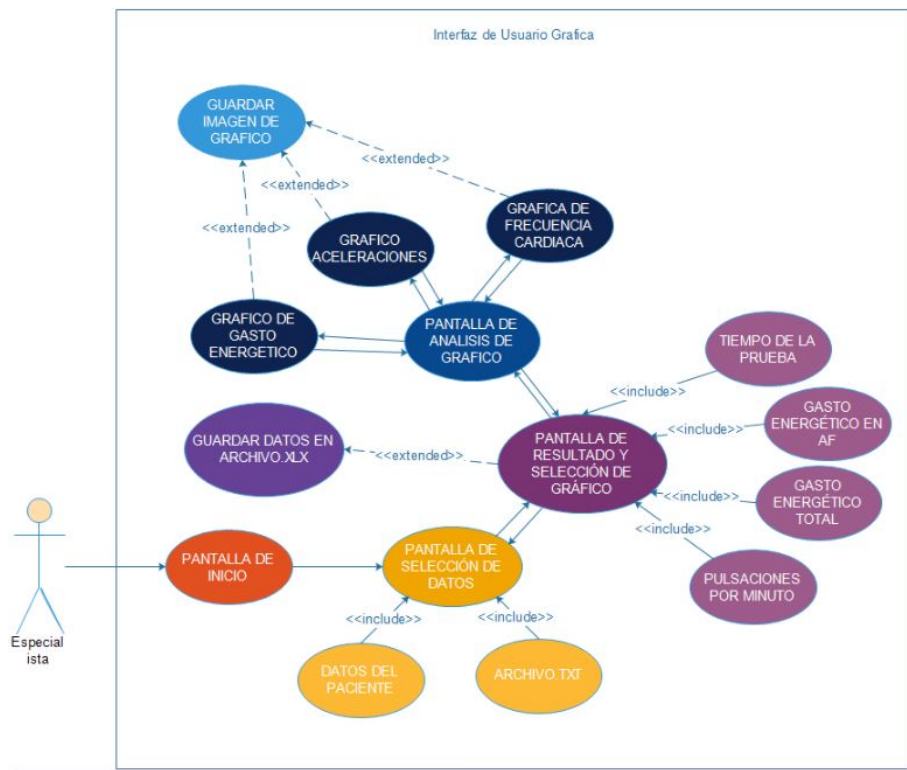 Interfaz de Usuario Grafica
GUARDAR
IMAGEN DE
GRAFICO
<<extended>>
<<extended>>
<<extended>>
GRAFICA DE
FRECUENCIA
CARDIACA
GRAFICO
ACELERACIONES
GRAFICO DE
GASTO
ENERGETICO
PANTALLA DE
ANALISIS DE
GRAFICO
TIEMPO DE LA
PRUEBA
<<include>>
GASTO
ENERGÉTICO EN
AF
<<include>>
GUARDAR DATOS EN
ARCHIVO.XLX
<<extended>>
PANTALLA DE
RESULTADO Y
SELECCIÓN DE
GRÁFICO
<<include>>
GASTO
ENERGÉTICO
TOTAL
<<include>>
PULSACIONES
POR MINUTO
PANTALLA DE
INICIO
PANTALLA DE
SELECCIÓN DE
DATOS
<<include>>
<<include>>
DATOS DEL
PACIENTE
ARCHIVO.TXT
Especial
ista